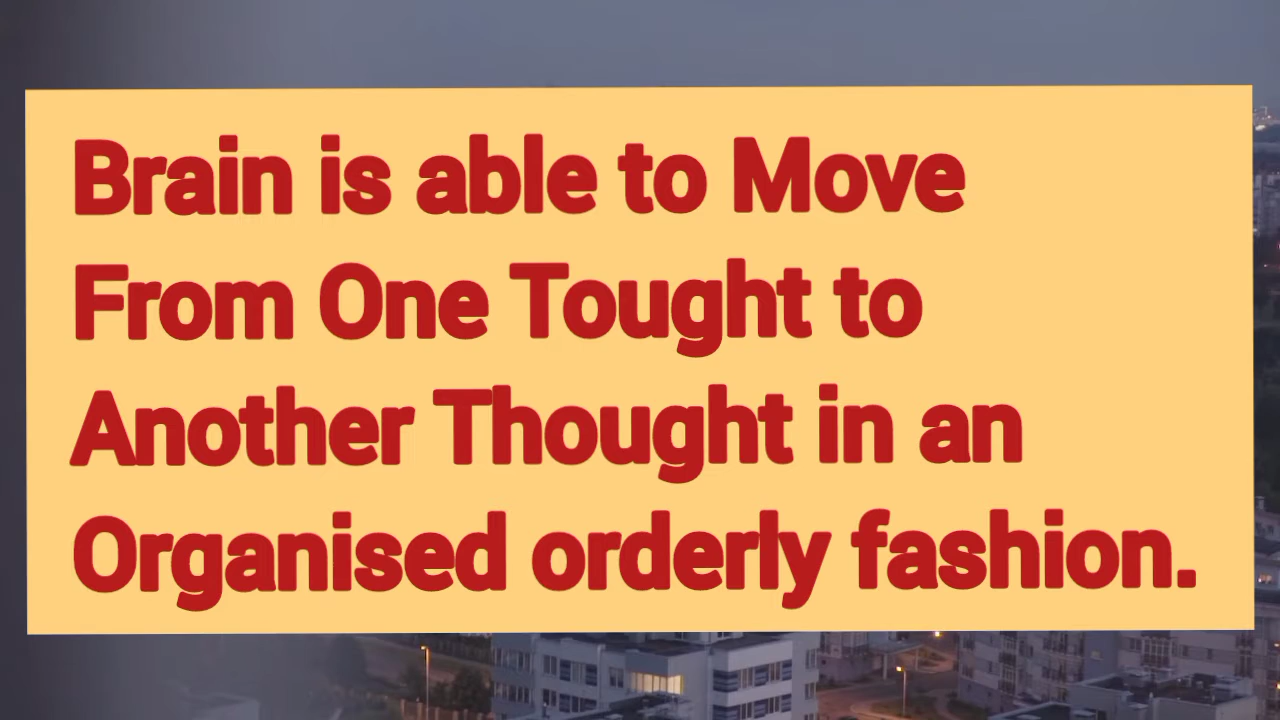 Brain is able to Move
From One Tought to
Another Thought in an
Organised orderly fashion.